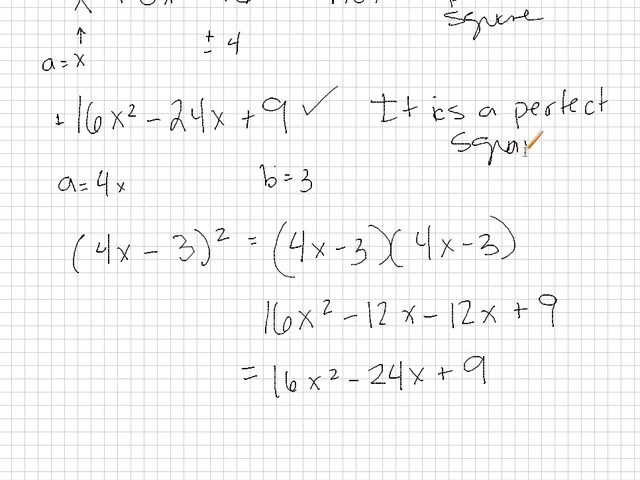 square
a = x
± 4
+16x² - 24x + 9 ✓ It is a perfect
squar
a = 4x b = 3
(4x - 3)² = (4x - 3)(4x - 3)
16x² - 12x - 12x + 9
= 16x² - 24x + 9